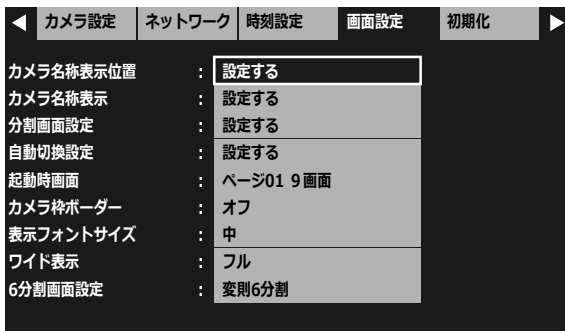 ◀ カメラ設定 ネットワーク 時刻設定 画面設定 初期化 ▶
カメラ名称表示位置 : 設定する
カメラ名称表示 : 設定する
分割画面設定 : 設定する
自動切換設定 : 設定する
起動時画面 : ページ01 9画面
カメラ枠ボーダー : オフ
表示フォントサイズ : 中
ワイド表示 : フル
6分割画面設定 : 変則6分割